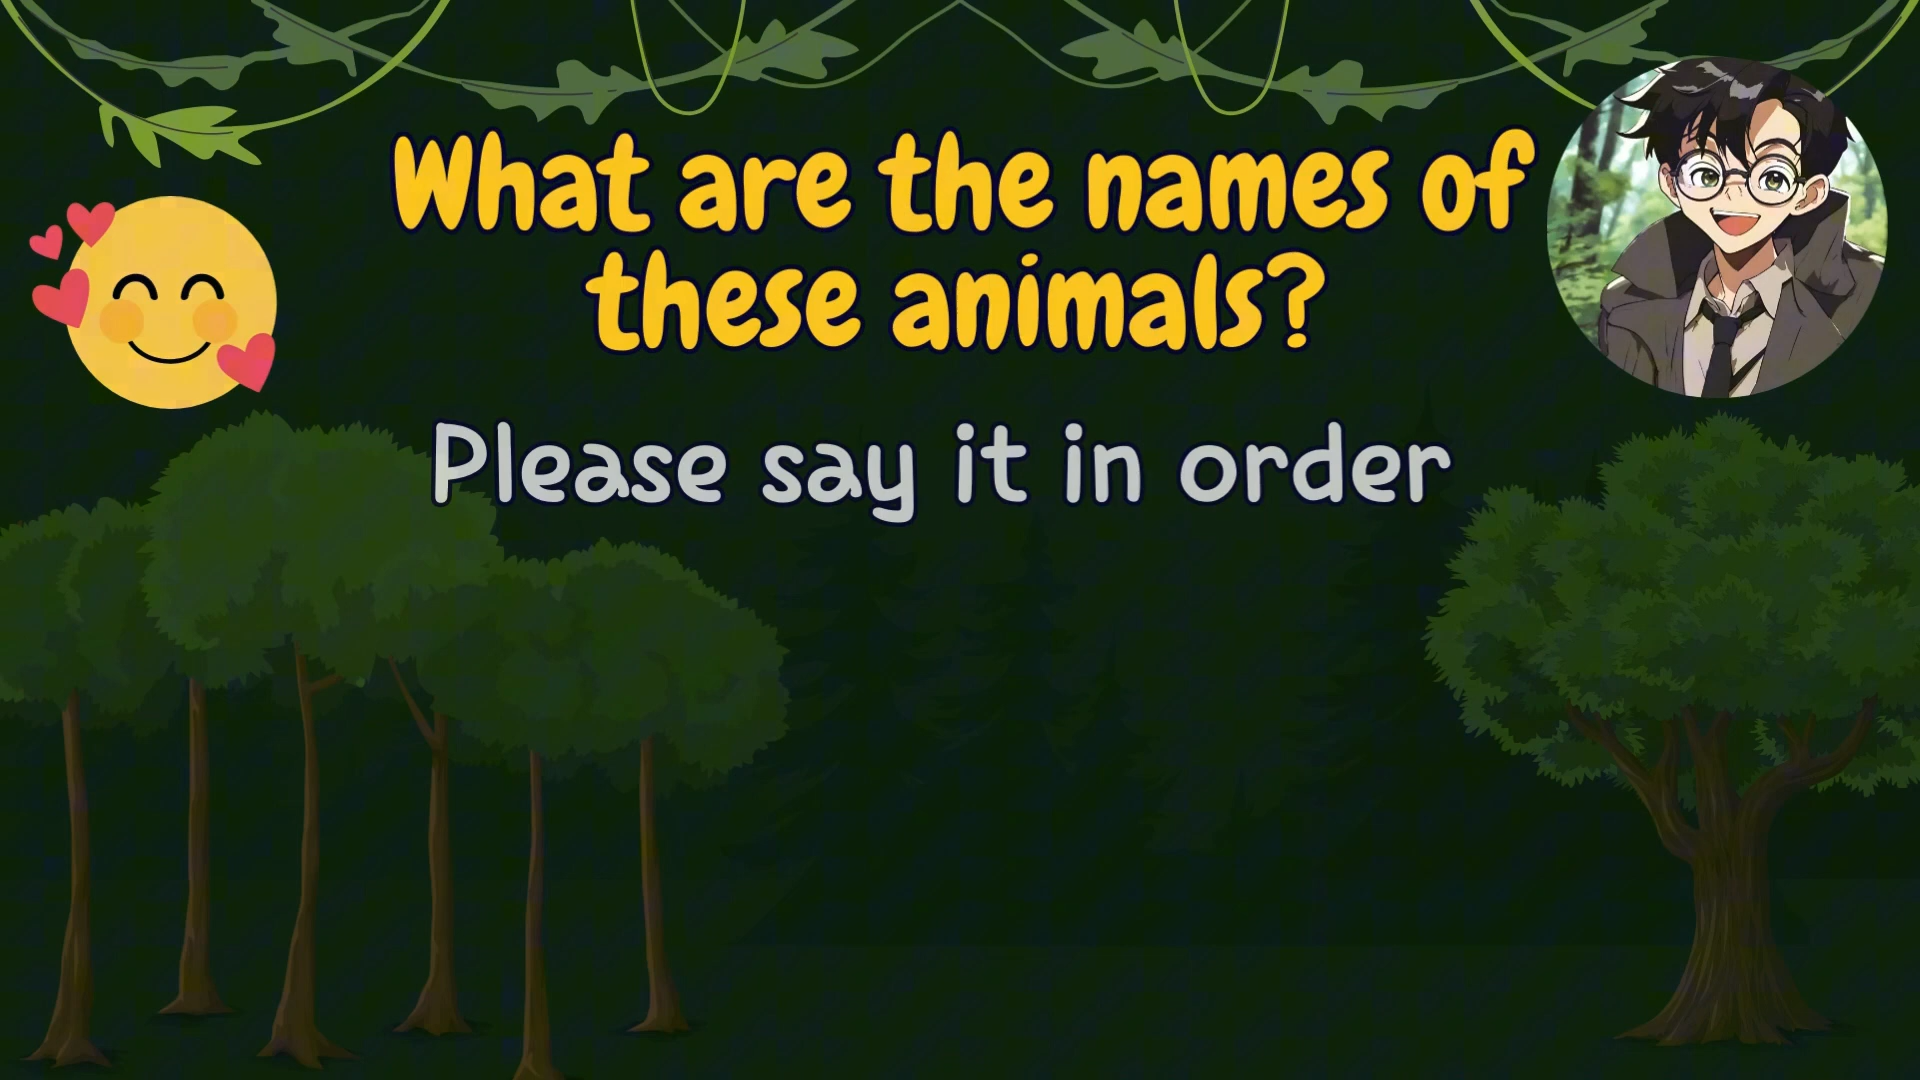 What are the names of
these animals?
Please say it in order